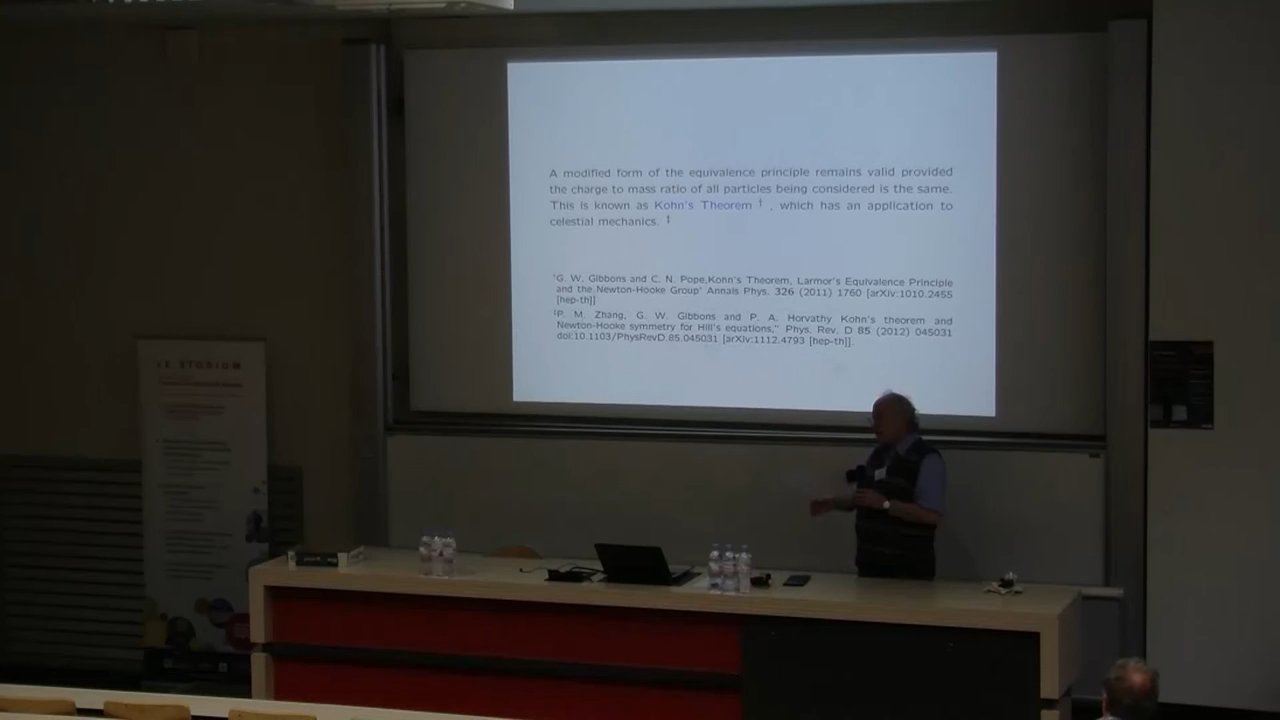 A modified form of the equivalence principle remains valid provided
the charge to mass ratio of all particles being considered is the same.
This is known as Kohn's Theorem † , which has an application to
celestial mechanics. ‡
†G. W. Gibbons and C. N. Pope,Kohn's Theorem, Larmor's Equivalence Principle
and the Newton-Hooke Group' Annals Phys. 326 (2011) 1760 [arXiv:1010.2455
[hep-th]]
‡P. M. Zhang, G. W. Gibbons and P. A. Horvathy Kohn's theorem and
Newton-Hooke symmetry for Hill's equations," Phys. Rev. D 85 (2012) 045031
doi:10.1103/PhysRevD.85.045031 [arXiv:1112.4793 [hep-th]].
LE STUDIUM